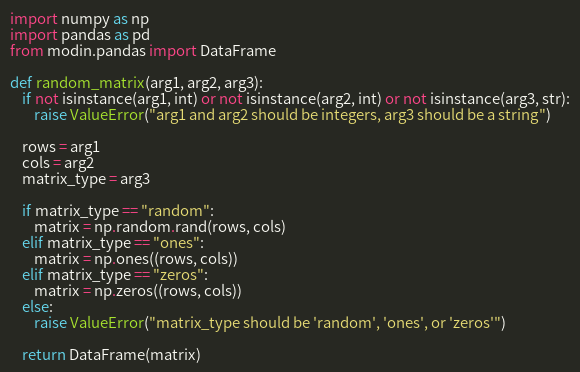 import numpy as np
import pandas as pd
from modin.pandas import DataFrame

def random_matrix(arg1, arg2, arg3):
    if not isinstance(arg1, int) or not isinstance(arg2, int) or not isinstance(arg3, str):
        raise ValueError("arg1 and arg2 should be integers, arg3 should be a string")

    rows = arg1
    cols = arg2
    matrix_type = arg3

    if matrix_type == "random":
        matrix = np.random.rand(rows, cols)
    elif matrix_type == "ones":
        matrix = np.ones((rows, cols))
    elif matrix_type == "zeros":
        matrix = np.zeros((rows, cols))
    else:
        raise ValueError("matrix_type should be 'random', 'ones', or 'zeros'")

    return DataFrame(matrix)